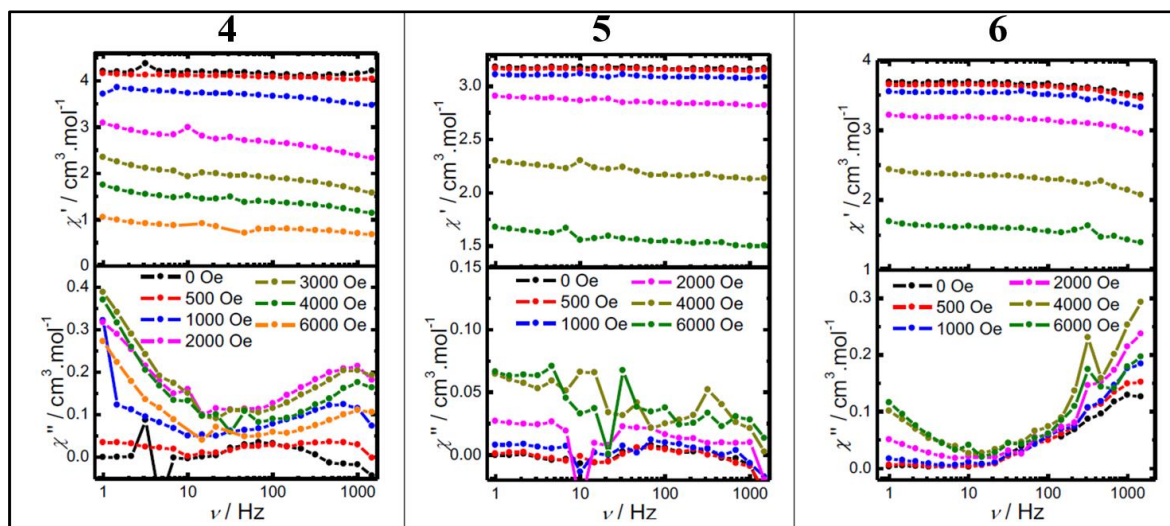 4
5
6
χ' / cm³.mol⁻¹
4
3
2
1
χ'' / cm³.mol⁻¹
0.4
0.3
0.2
0.1
0.0
0 Oe
500 Oe
1000 Oe
2000 Oe
3000 Oe
4000 Oe
6000 Oe
1 10 100 1000
ν / Hz
χ' / cm³.mol⁻¹
3.0
2.5
2.0
1.5
χ'' / cm³.mol⁻¹
0.15
0.10
0.05
0.00
0 Oe
500 Oe
1000 Oe
2000 Oe
4000 Oe
6000 Oe
1 10 100 1000
ν / Hz
χ' / cm³.mol⁻¹
4
3
2
1
χ'' / cm³.mol⁻¹
0.3
0.2
0.1
0.0
0 Oe
500 Oe
1000 Oe
2000 Oe
4000 Oe
6000 Oe
1 10 100 1000
ν / Hz